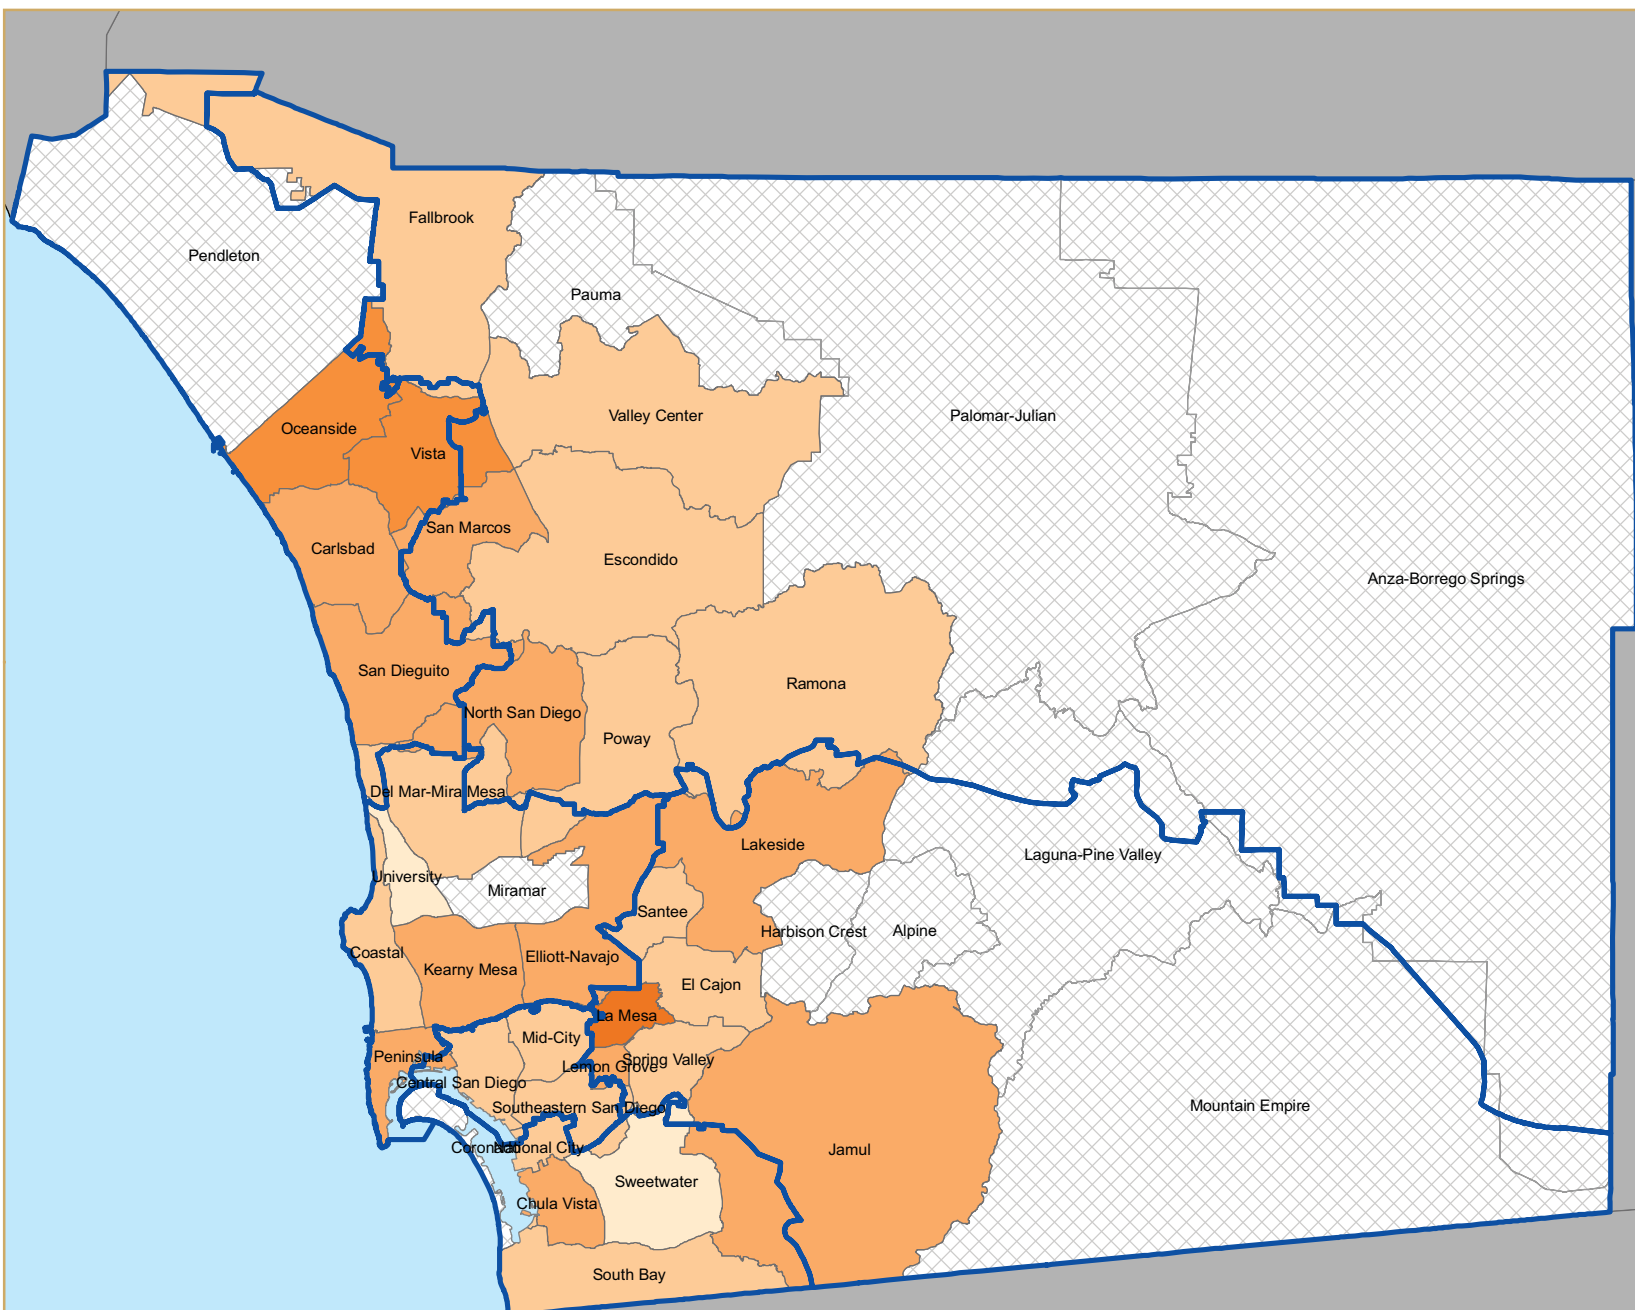 Fallbrook
Pendleton
Pauma
Valley Center
Palomar-Julian
Oceanside
Vista
San Marcos
Carlsbad
Escondido
Anza-Borrego Springs
San Dieguito
Ramona
North San Diego
Poway
Del Mar-Mira Mesa
Lakeside
Laguna-Pine Valley
University
Miramar
Santee
Harbison Crest
Alpine
Coastal
Elliott-Navajo
Kearny Mesa
El Cajon
La Mesa
Mid-City
Peninsula
Spring Valley
Lemon Grove
Central San Diego
Southeastern San Diego
Mountain Empire
Coronado
National City
Jamul
Sweetwater
Chula Vista
South Bay